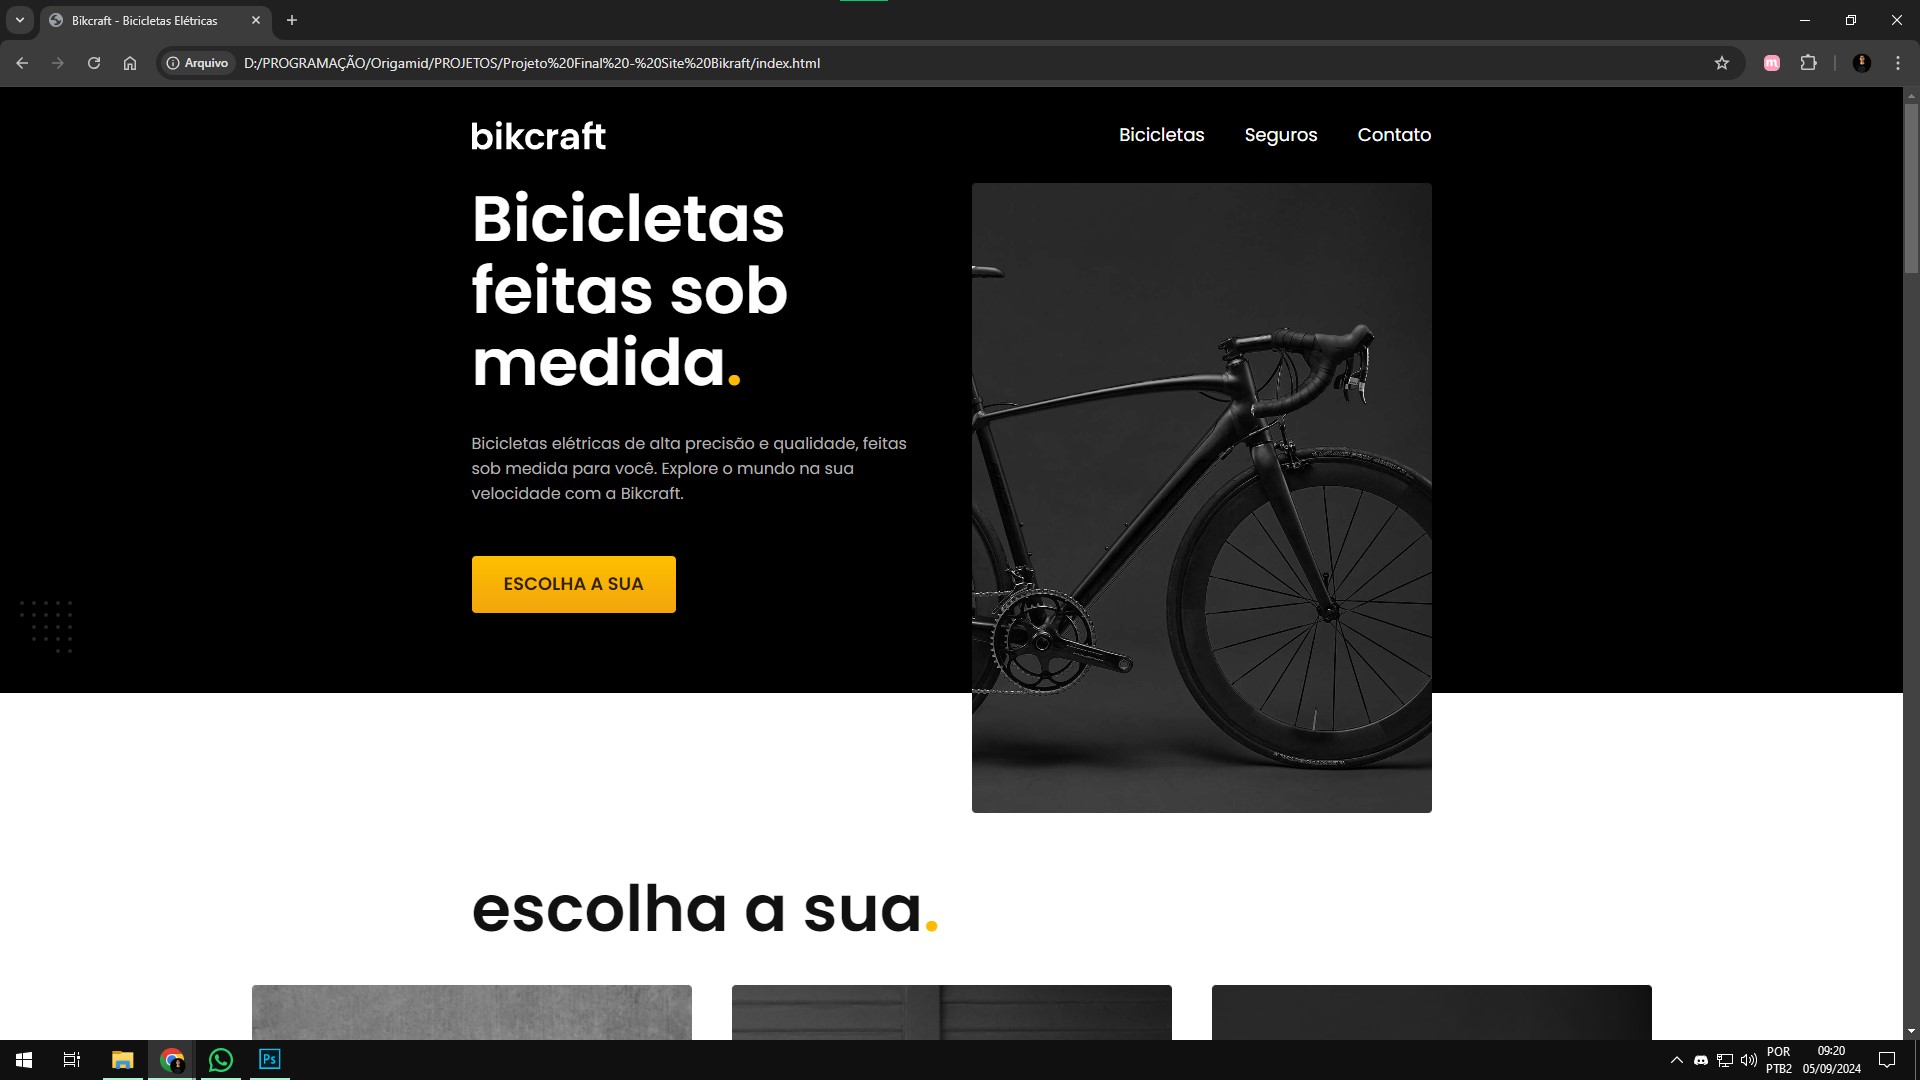 Bikcraft - Bicicletas Elétricas
Arquivo
D:/PROGRAMAÇÃO/Origamid/PROJETOS/Projeto%20Final%20-%20Site%20Bikraft/index.html
m
bikcraft
Bicicletas
Seguros
Contato
Bicicletas
feitas sob
medida.
Bicicletas elétricas de alta precisão e qualidade, feitas
sob medida para você. Explore o mundo na sua
velocidade com a Bikcraft.
ESCOLHA A SUA
escolha a sua.
Ps
POR
PTB2
09:20
05/09/2024